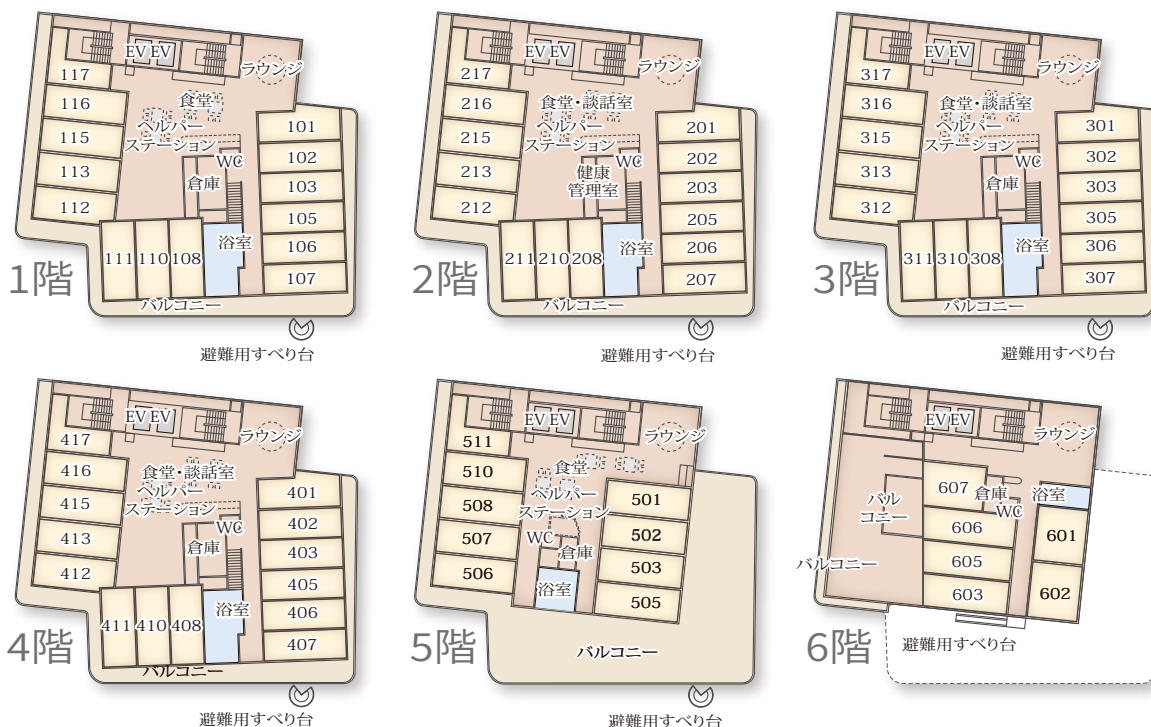 EV EV
ラウンジ
117
食堂
116
ヘルパー
ステーション
101
115
WC
102
113
倉庫
103
112
105
浴室
106
111 110 108
107
1階
バルコニー
避難用すべり台
EV EV
ラウンジ
217
食堂・談話室
216
ヘルパー
ステーション
201
215
WC
202
213
健康
管理室
203
212
205
浴室
206
211 210 208
207
2階
バルコニー
避難用すべり台
EV EV
ラウンジ
317
食堂・談話室
316
ヘルパー
ステーション
301
315
WC
302
313
倉庫
303
312
305
浴室
306
311 310 308
307
3階
バルコニー
避難用すべり台
EV EV
ラウンジ
417
食堂・談話室
416
ヘルパー
ステーション
401
415
WC
402
413
倉庫
403
412
405
浴室
406
411 410 408
407
4階
バルコニー
避難用すべり台
EV EV
ラウンジ
511
食堂
510
ヘルパー
ステーション
501
508
WC
502
507
倉庫
503
506
浴室
505
5階
バルコニー
避難用すべり台
EV EV
ラウンジ
607
倉庫
浴室
バル
コニー
WC
606
601
バルコニー
605
602
603
6階
避難用すべり台